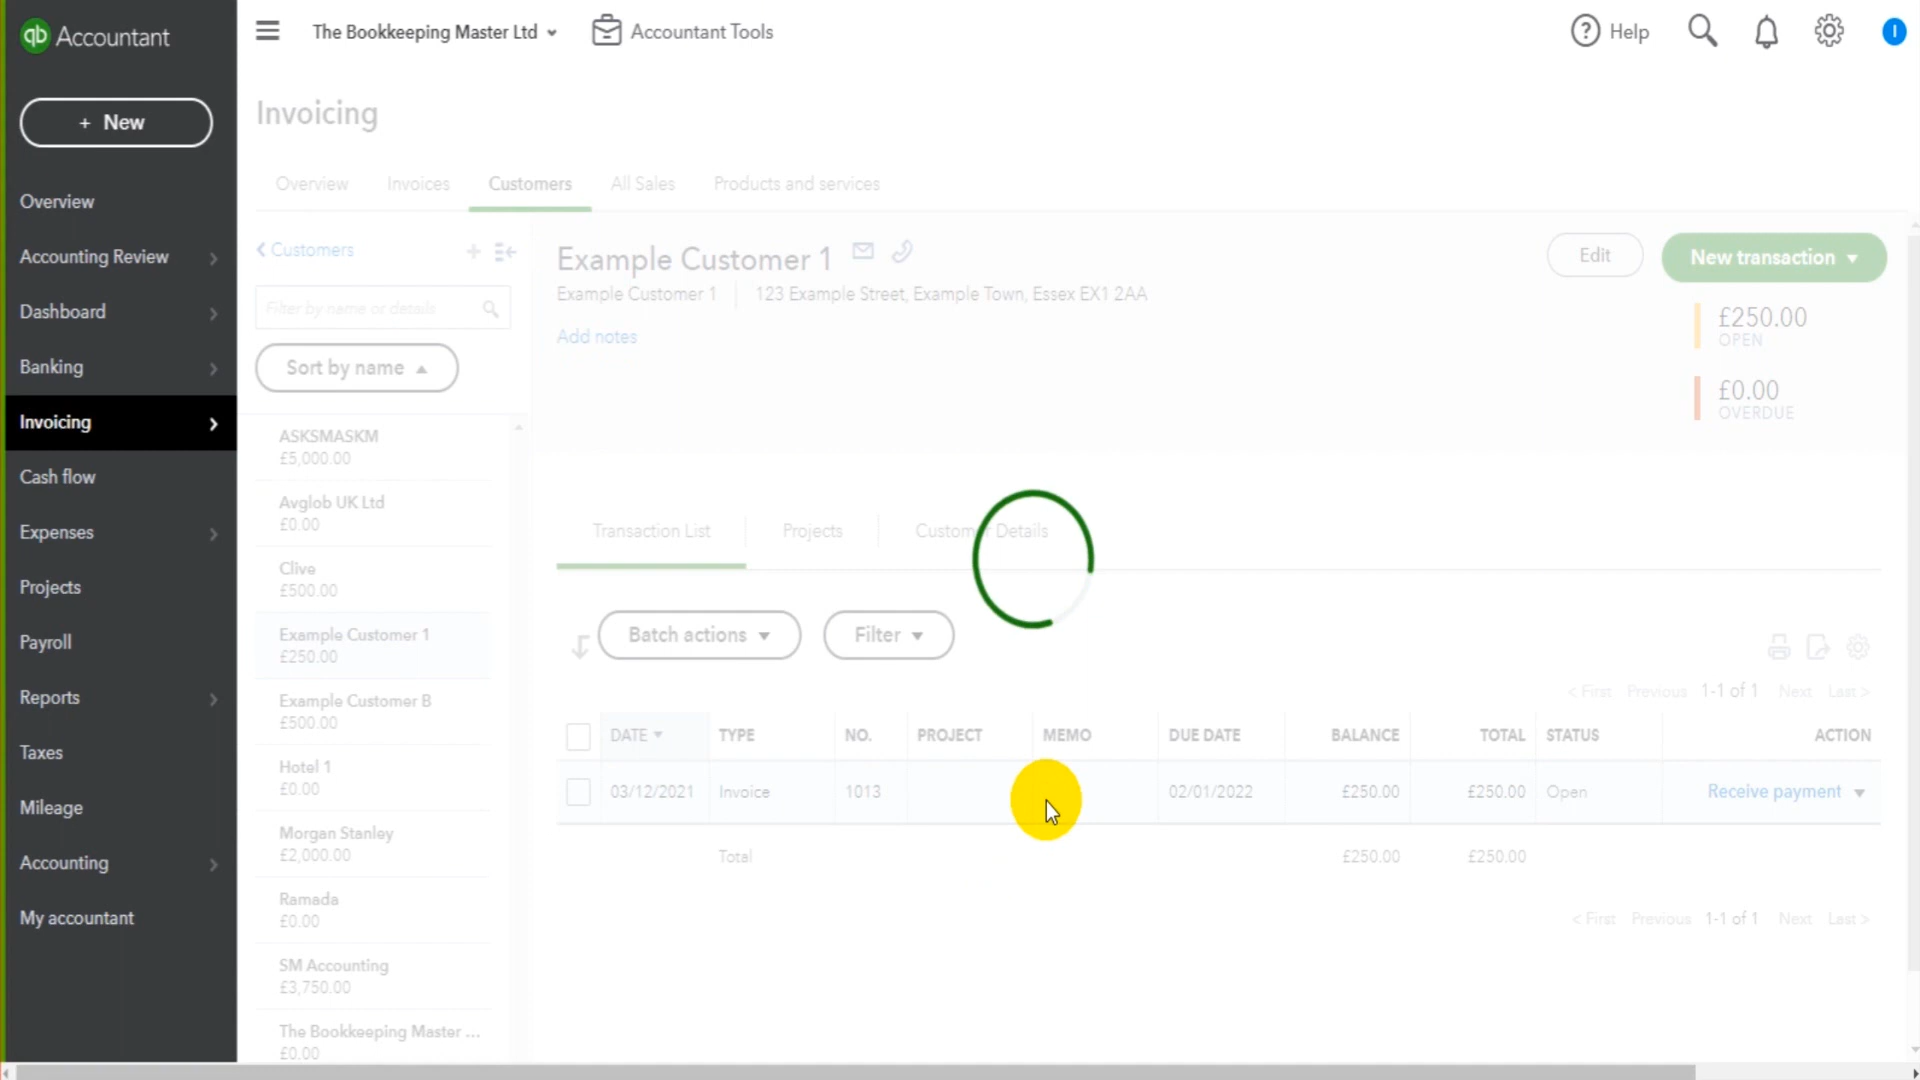 qb Accountant
The Bookkeeping Master Ltd
Accountant Tools
Help
I
+ New
Overview
Accounting Review
Dashboard
Banking
Invoicing
Cash flow
Expenses
Projects
Payroll
Reports
Taxes
Mileage
Accounting
My accountant
Invoicing
Overview Invoices Customers All Sales Products and services
Customers
Filter by name or details
Sort by name
ASKSMASKM
£5,000.00
Avglob UK Ltd
£0.00
Clive
£500.00
Example Customer 1
£250.00
Example Customer B
£500.00
Hotel 1
£0.00
Morgan Stanley
£2,000.00
Ramada
£0.00
SM Accounting
£3,750.00
The Bookkeeping Master ...
£0.00
Example Customer 1
Example Customer 1 123 Example Street, Example Town, Essex EX1 2AA
Add notes
Edit
New transaction
£250.00
OPEN
£0.00
OVERDUE
Transaction List Projects Customer Details
Batch actions Filter
< First Previous 1-1 of 1 Next Last >
DATE TYPE NO. PROJECT MEMO DUE DATE BALANCE TOTAL STATUS ACTION
03/12/2021 Invoice 1013 02/01/2022 £250.00 £250.00 Open Receive payment
Total £250.00 £250.00
< First Previous 1-1 of 1 Next Last >